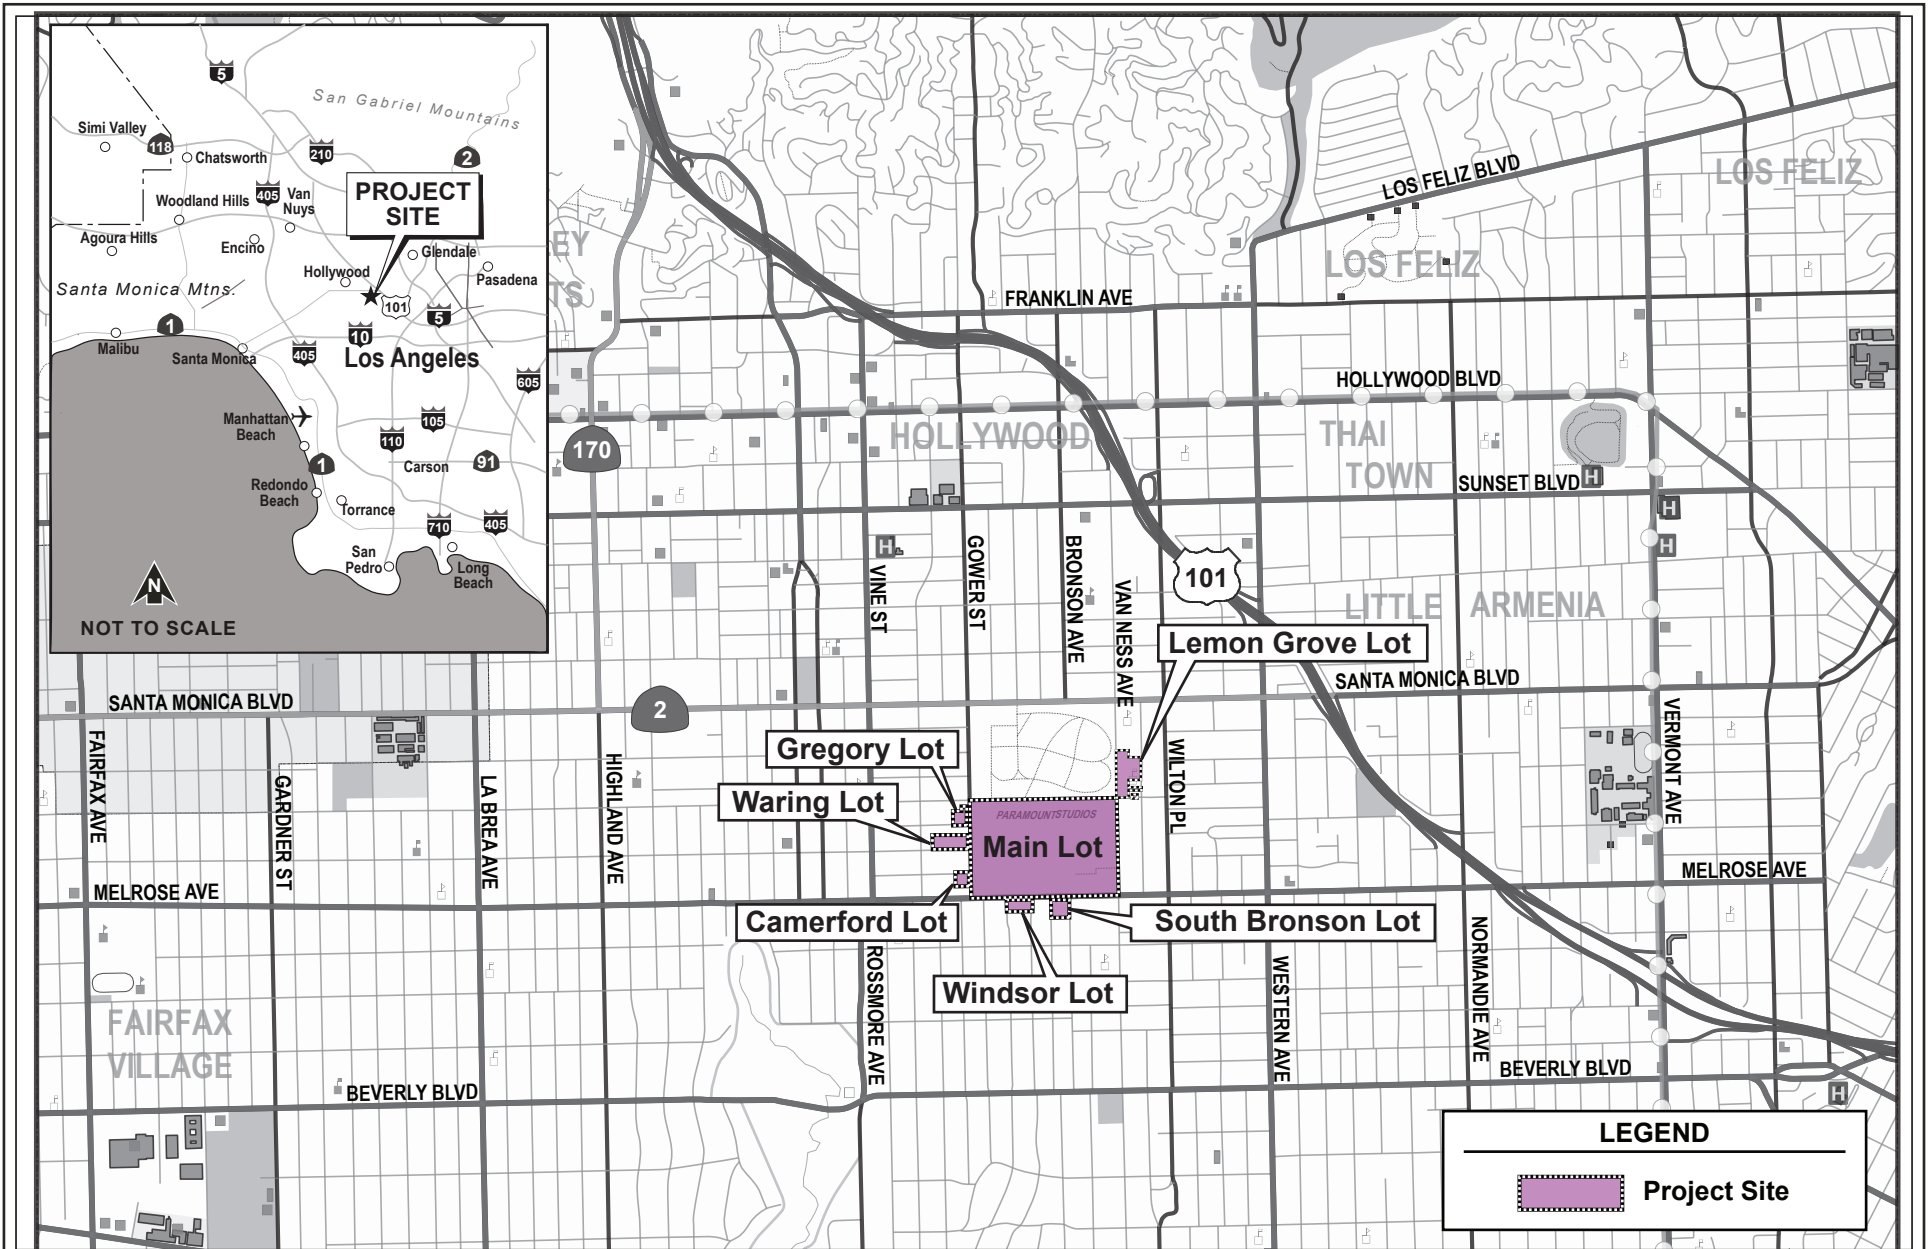 5
San Gabriel Mountains
Simi Valley
118
Chatsworth
210
2
PROJECT
SITE
Woodland Hills
405
Van
Nuys
Agoura Hills
Encino
Glendale
Hollywood
Pasadena
Santa Monica Mtns.
101
5
1
10
Malibu
Santa Monica
405
Los Angeles
605
Manhattan
Beach
105
110
1
Carson
91
Redondo
Beach
Torrance
710
405
San
Pedro
Long
Beach
N
NOT TO SCALE
LOS FELIZ BLVD
LOS FELIZ
LOS FELIZ
EY
TS
FRANKLIN AVE
HOLLYWOOD BLVD
HOLLYWOOD
THAI
TOWN
170
SUNSET BLVD
H
H
H
H
VINE ST
GOWER ST
BRONSON AVE
VAN NESS AVE
101
LITTLE ARMENIA
Lemon Grove Lot
SANTA MONICA BLVD
SANTA MONICA BLVD
2
FAIRFAX AVE
GARDNER ST
LA BREA AVE
HIGHLAND AVE
Gregory Lot
Waring Lot
PARAMOUNT STUDIOS
Main Lot
WILTON PL
VERMONT AVE
MELROSE AVE
MELROSE AVE
Camerford Lot
South Bronson Lot
Windsor Lot
ROSSMORE AVE
WESTERN AVE
NORMANDIE AVE
FAIRFAX
VILLAGE
BEVERLY BLVD
BEVERLY BLVD
H
LEGEND
Project Site